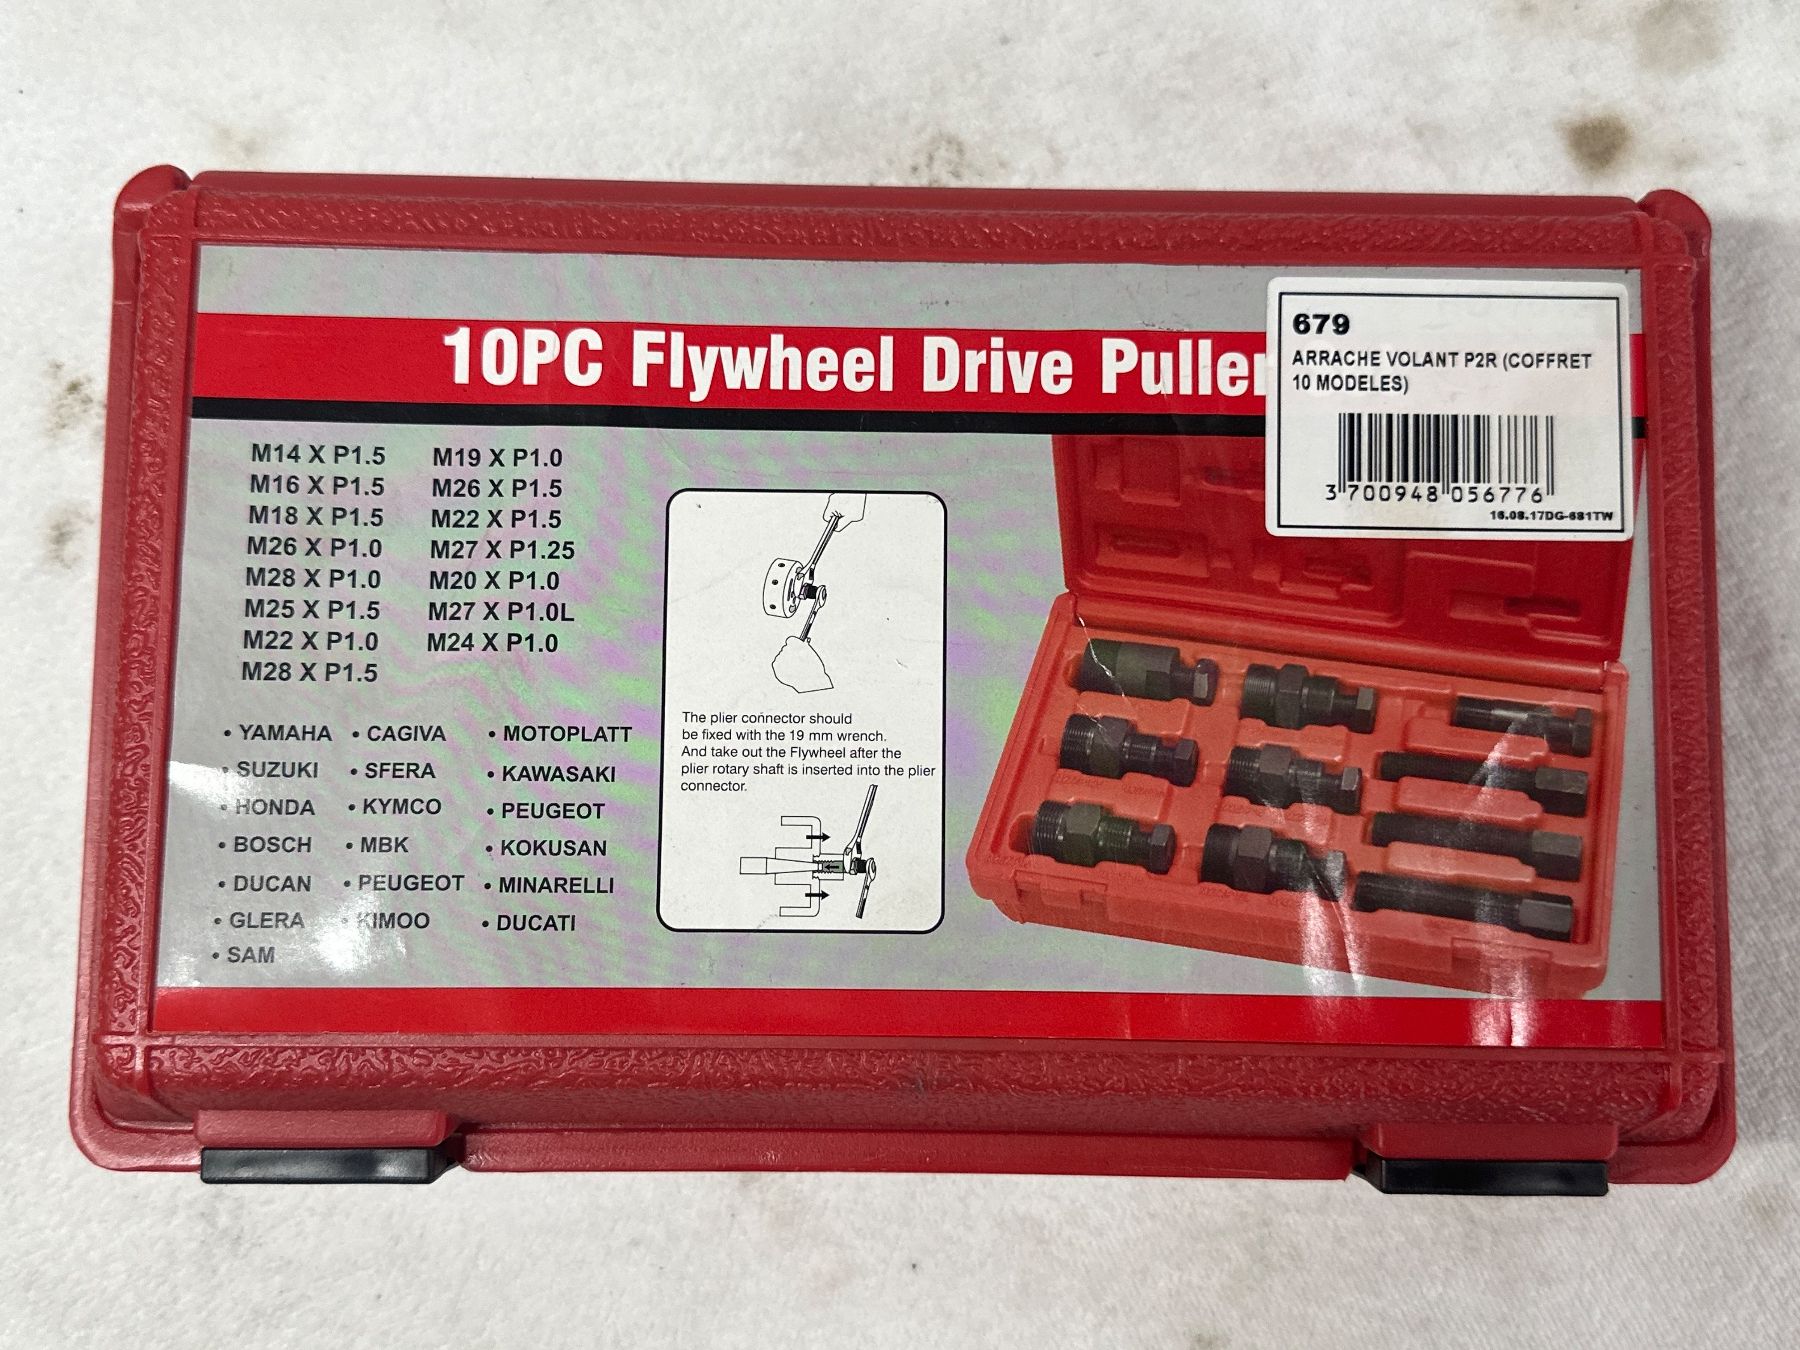 10PC Flywheel Drive Puller
679
ARRACHE VOLANT P2R (COFFRET
10 MODELES)
3 700948 056776
16.08.17DG-681TW
M14 X P1.5
M16 X P1.5
M18 X P1.5
M26 X P1.0
M28 X P1.0
M25 X P1.5
M22 X P1.0
M28 X P1.5
M19 X P1.0
M26 X P1.5
M22 X P1.5
M27 X P1.25
M20 X P1.0
M27 X P1.0L
M24 X P1.0
• YAMAHA • CAGIVA • MOTOPLATT
• SUZUKI • SFERA • KAWASAKI
• HONDA • KYMCO • PEUGEOT
• BOSCH • MBK • KOKUSAN
• DUCAN • PEUGEOT • MINARELLI
• GLERA • KIMOO • DUCATI
• SAM
The plier connector should
be fixed with the 19 mm wrench.
And take out the Flywheel after the
plier rotary shaft is inserted into the plier
connector.